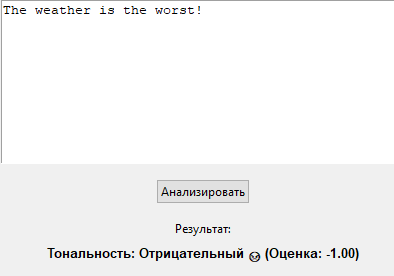 The weather is the worst!
Анализировать
Результат:
Тональность: Отрицательный ☹ (Оценка: -1.00)